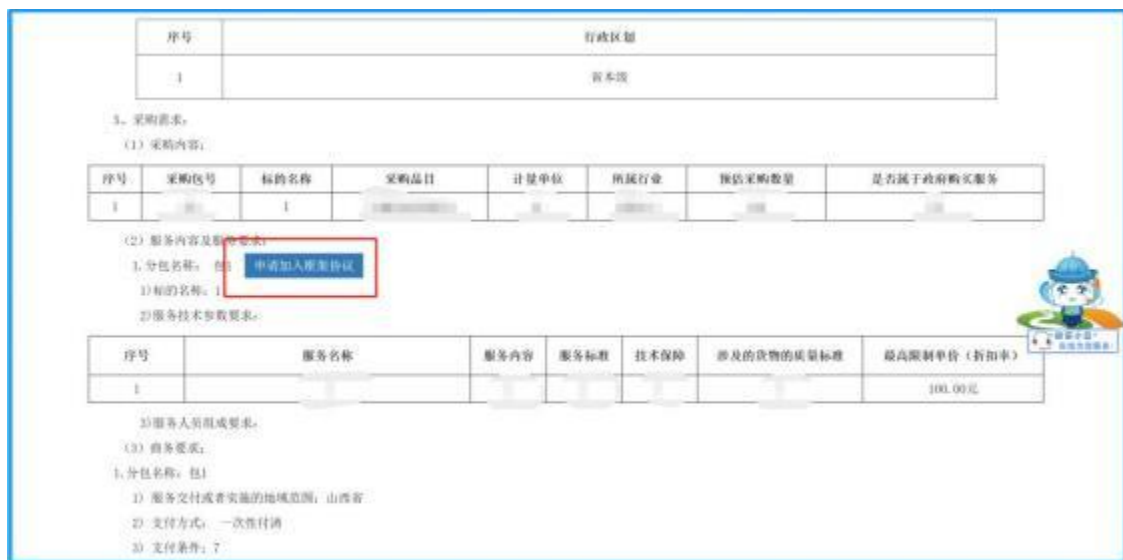 序号 行政区划
1 省本级
3、采购需求:
(1) 采购内容:
序号 采购包号 标的名称 采购品目 计量单位 所属行业 预估采购数量 是否属于政府购买服务
1 1
(2) 服务内容及服务要求:
1.分包名称: 包1 申请加入框架协议
1)标的名称: 1
2)服务技术参数要求:
序号 服务名称 服务内容 服务标准 技术保障 涉及的货物的质量标准 最高限制单价（折扣率）
1 100.00元
3)服务人员组成要求:
(3) 商务要求:
1.分包名称: 包1
1) 服务交付或者实施的地域范围: 山西省
2) 支付方式: 一次性付清
3) 支付条件: 7